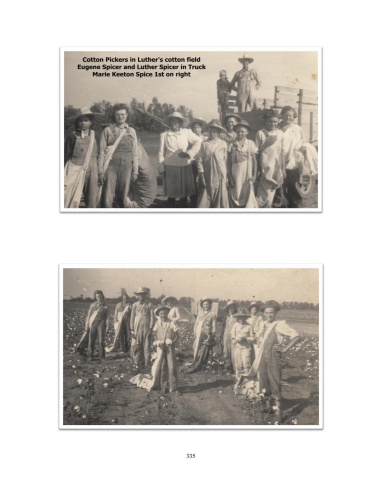 Cotton Pickers in Luther's cotton field
Eugene Spicer and Luther Spicer in Truck
Marie Keeton Spice 1st on right
335